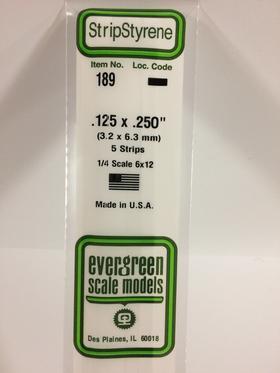 StripStyrene
Item No. Loc. Code
189
.125 x .250"
(3.2 x 6.3 mm)
5 Strips
1/4 Scale 6x12
Made in U.S.A.
evergreen
scale models
Des Plaines, IL 60018